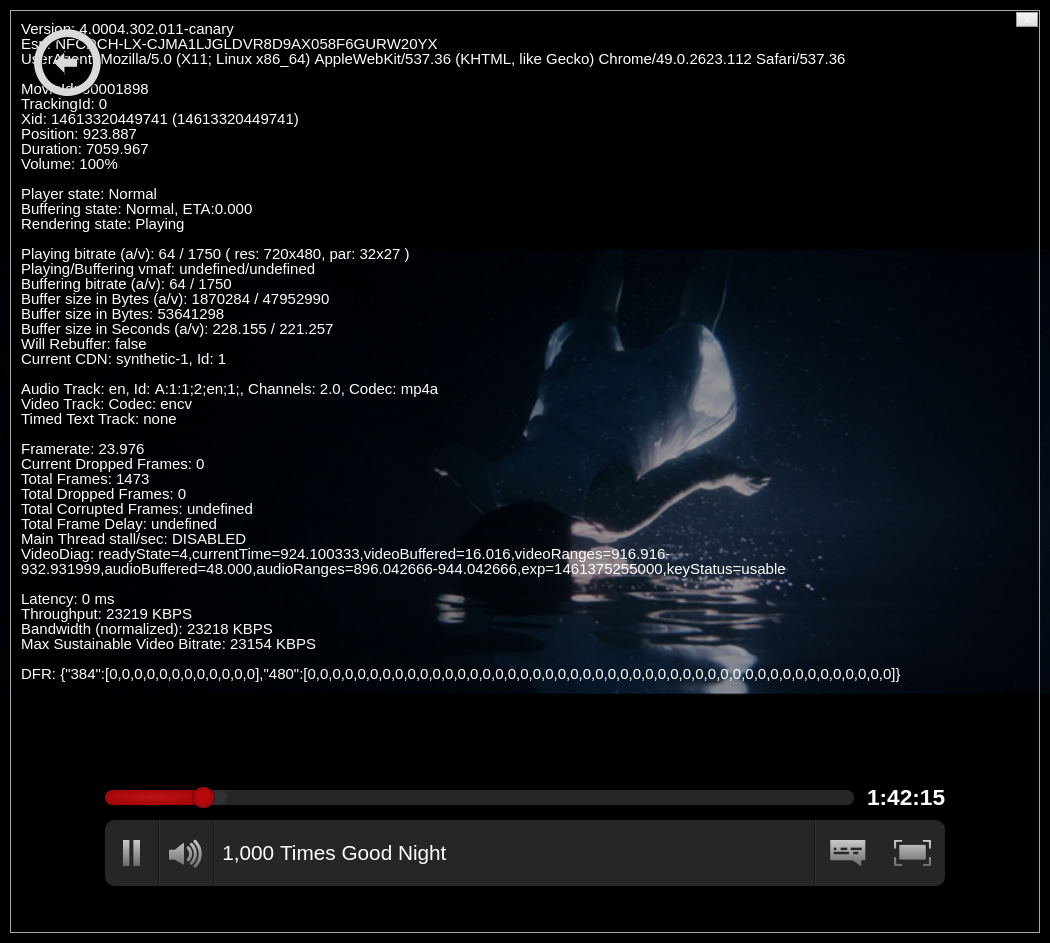 Version: 4.0004.302.011-canary
Esn: NFCDCH-LX-CJMA1LJGLDVR8D9AX058F6GURW20YX
UserAgent: Mozilla/5.0 (X11; Linux x86_64) AppleWebKit/537.36 (KHTML, like Gecko) Chrome/49.0.2623.112 Safari/537.36
MovieId: 80001898
TrackingId: 0
Xid: 14613320449741 (14613320449741)
Position: 923.887
Duration: 7059.967
Volume: 100%
Player state: Normal
Buffering state: Normal, ETA:0.000
Rendering state: Playing
Playing bitrate (a/v): 64 / 1750 ( res: 720x480, par: 32x27 )
Playing/Buffering vmaf: undefined/undefined
Buffering bitrate (a/v): 64 / 1750
Buffer size in Bytes (a/v): 1870284 / 47952990
Buffer size in Bytes: 53641298
Buffer size in Seconds (a/v): 228.155 / 221.257
Will Rebuffer: false
Current CDN: synthetic-1, Id: 1
Audio Track: en, Id: A:1:1;2;en;1;, Channels: 2.0, Codec: mp4a
Video Track: Codec: encv
Timed Text Track: none
Framerate: 23.976
Current Dropped Frames: 0
Total Frames: 1473
Total Dropped Frames: 0
Total Corrupted Frames: undefined
Total Frame Delay: undefined
Main Thread stall/sec: DISABLED
VideoDiag: readyState=4,currentTime=924.100333,videoBuffered=16.016,videoRanges=916.916-
932.931999,audioBuffered=48.000,audioRanges=896.042666-944.042666,exp=1461375255000,keyStatus=usable
Latency: 0 ms
Throughput: 23219 KBPS
Bandwidth (normalized): 23218 KBPS
Max Sustainable Video Bitrate: 23154 KBPS
DFR: {"384":[0,0,0,0,0,0,0,0,0,0,0,0],"480":[0,0,0,0,0,0,0,0,0,0,0,0,0,0,0,0,0,0,0,0,0,0,0,0,0,0,0,0,0,0,0,0,0,0,0,0,0,0,0,0,0,0,0,0,0,0,0]}
1:42:15
1,000 Times Good Night